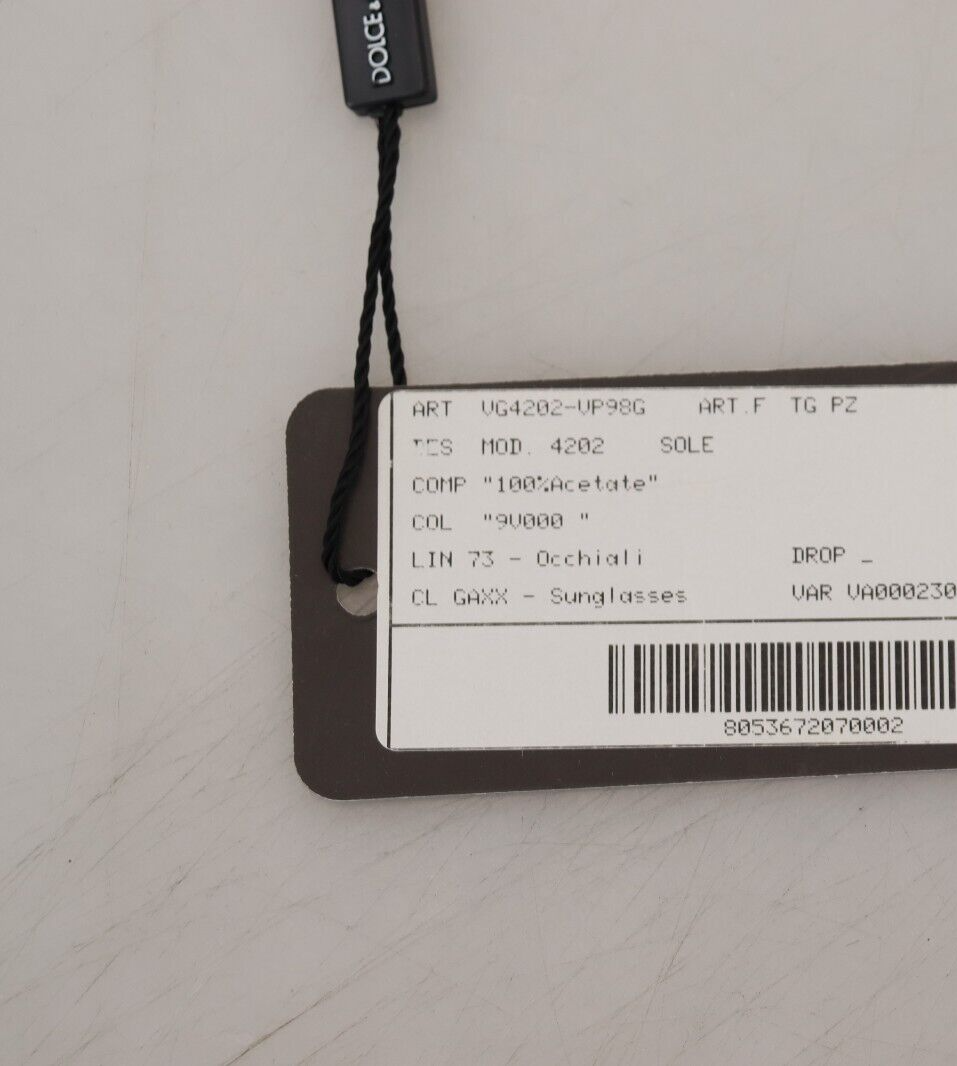 DOLCE &
ART VG4202-VP98G ART.F TG PZ
DES MOD. 4202 SOLE
COMP "100%Acetate"
COL "9V000 "
LIN 73 - Occhiali DROP _
CL GAXX - Sunglasses VAR VA000230
8053672070002